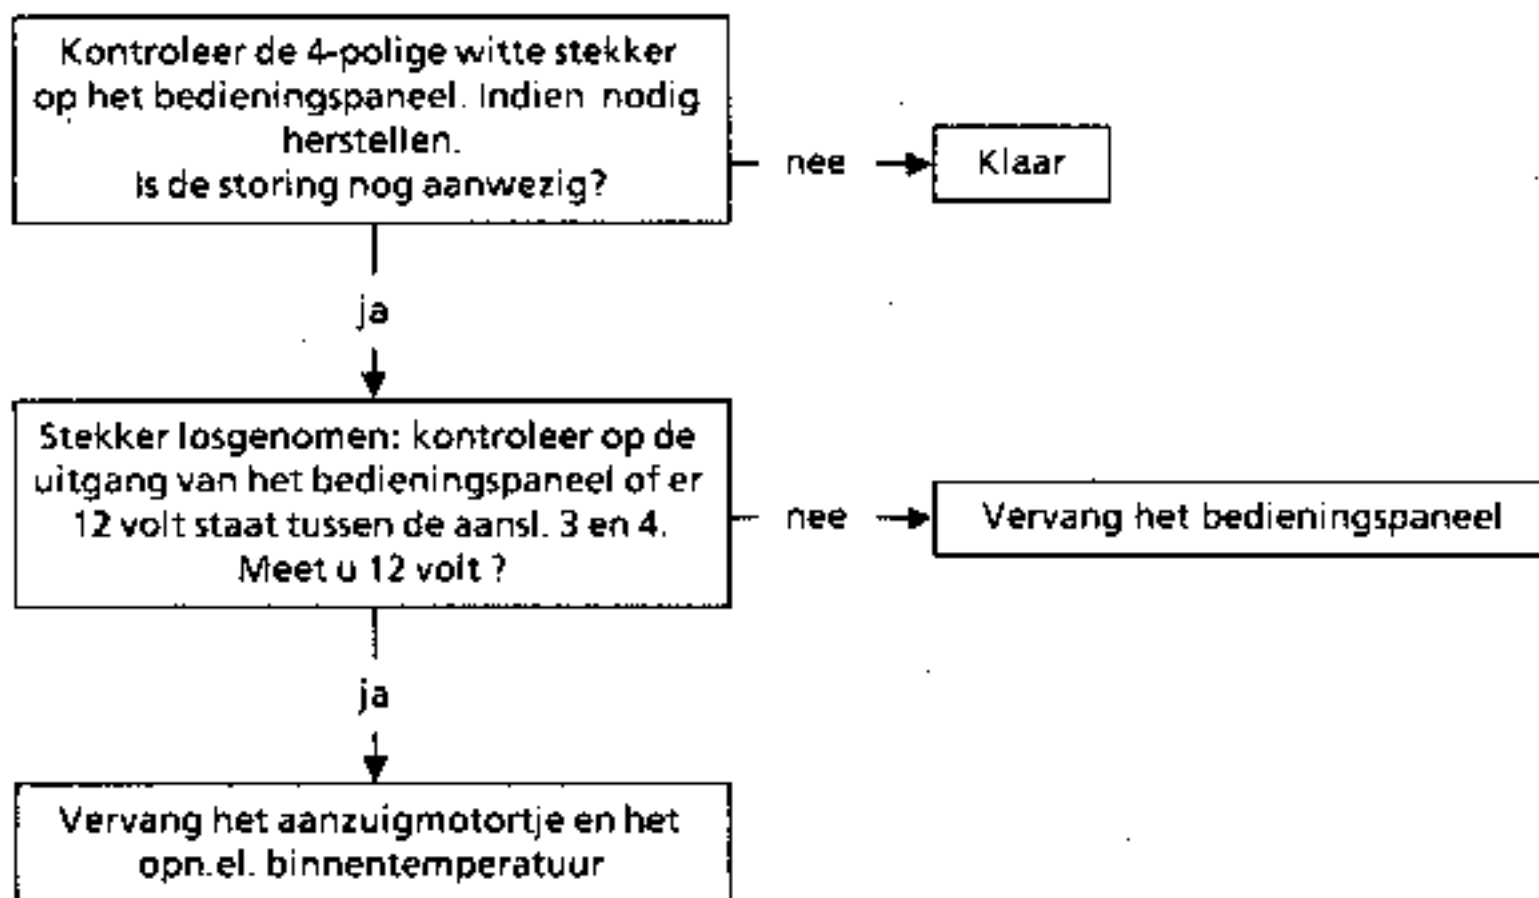 Kontroleer de 4-polige witte stekker
op het bedieningspaneel. Indien nodig
herstellen.
Is de storing nog aanwezig?
nee
Klaar
ja
Stekker losgenomen: kontroleer op de
uitgang van het bedieningspaneel of er
12 volt staat tussen de aansl. 3 en 4.
Meet u 12 volt ?
nee
Vervang het bedieningspaneel
ja
Vervang het aanzuigmotortje en het
opn.el. binnentemperatuur